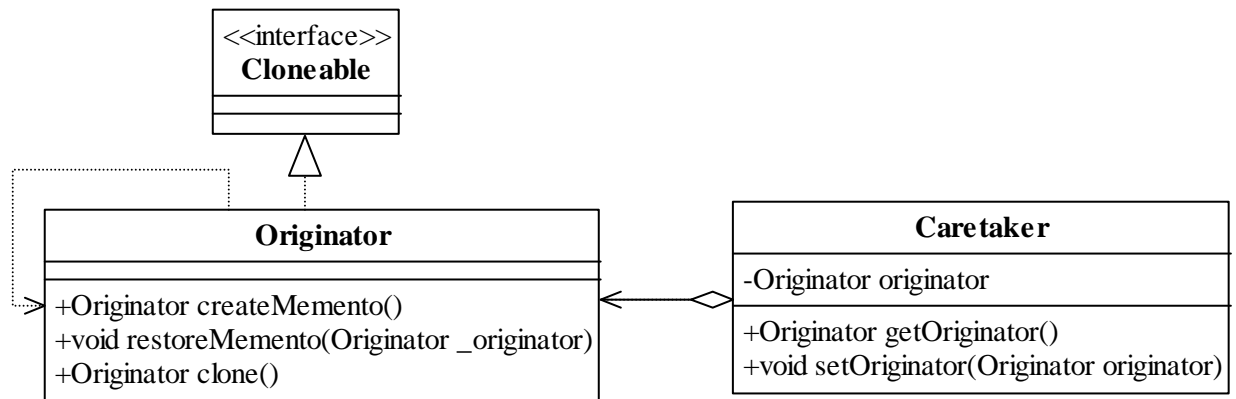 <<interface>>
Cloneable
Originator
+Originator createMemento()
+void restoreMemento(Originator _originator)
+Originator clone()
Caretaker
-Originator originator
+Originator getOriginator()
+void setOriginator(Originator originator)